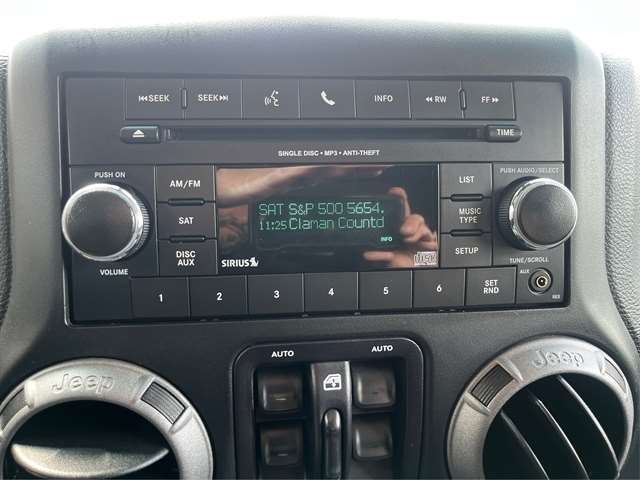 SEEK SEEK INFO RW FF
TIME
SINGLE DISC • MP3 • ANTI-THEFT
PUSH ON
PUSH AUDIO/SELECT
AM/FM
LIST
SAT
MUSIC TYPE
DISC AUX
SETUP
SAT S&P 500 5654.
11:25 Claman Countd
INFO
SIRIUS
disc
VOLUME
TUNE/SCROLL
1 2 3 4 5 6 SET RND
AUX
RES
AUTO AUTO
Jeep
Jeep